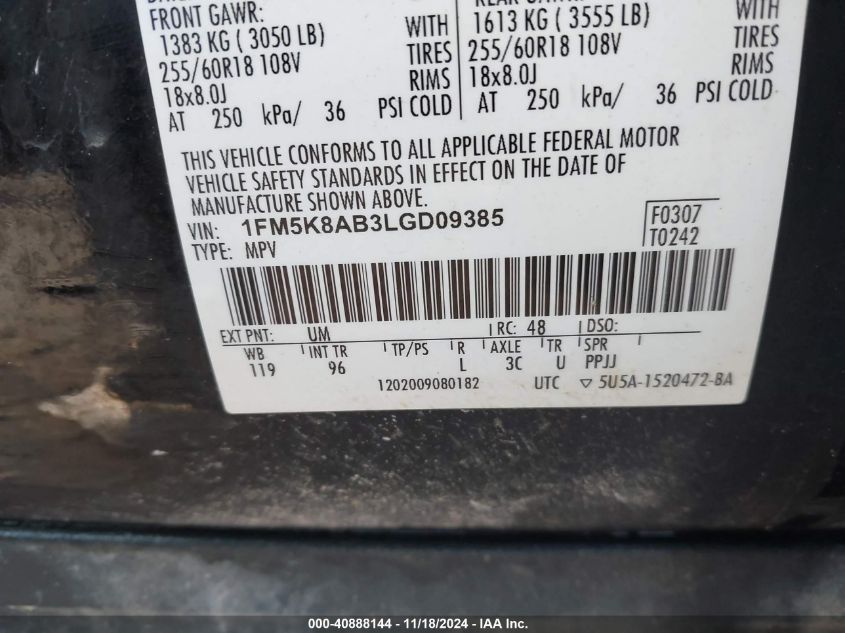 FRONT GAWR:
1383 KG ( 3050 LB) WITH
255/60R18 108V TIRES
18x8.0J RIMS
AT 250 kPa/ 36 PSI COLD
1613 KG ( 3555 LB) WITH
255/60R18 108V TIRES
18x8.0J RIMS
AT 250 kPa/ 36 PSI COLD
THIS VEHICLE CONFORMS TO ALL APPLICABLE FEDERAL MOTOR
VEHICLE SAFETY STANDARDS IN EFFECT ON THE DATE OF
MANUFACTURE SHOWN ABOVE.
VIN: 1FM5K8AB3LGD09385
TYPE: MPV
F0307
T0242
EXT PNT: UM RC: 48 DSO:
WB INT TR TP/PS R AXLE TR SPR
119 96 L 3C U PPJJ
1202009080182 UTC ▽ 5U5A-1520472-BA
000-40888144 - 11/18/2024 - IAA Inc.